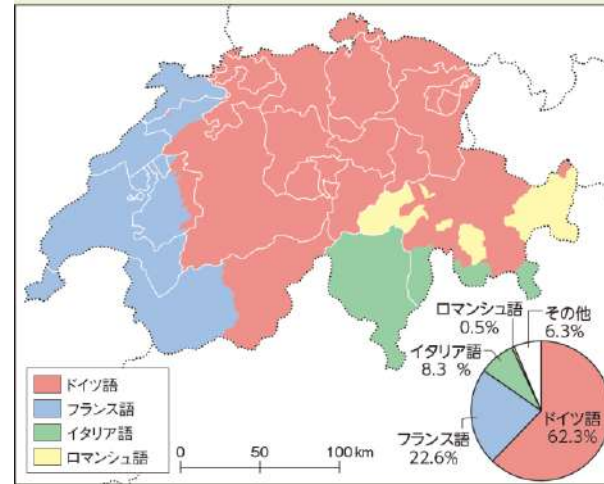 ドイツ語
フランス語
イタリア語
ロマンシュ語
0 50 100 km
ロマンシュ語
0.5%
その他
6.3%
イタリア語
8.3 %
フランス語
22.6%
ドイツ語
62.3%